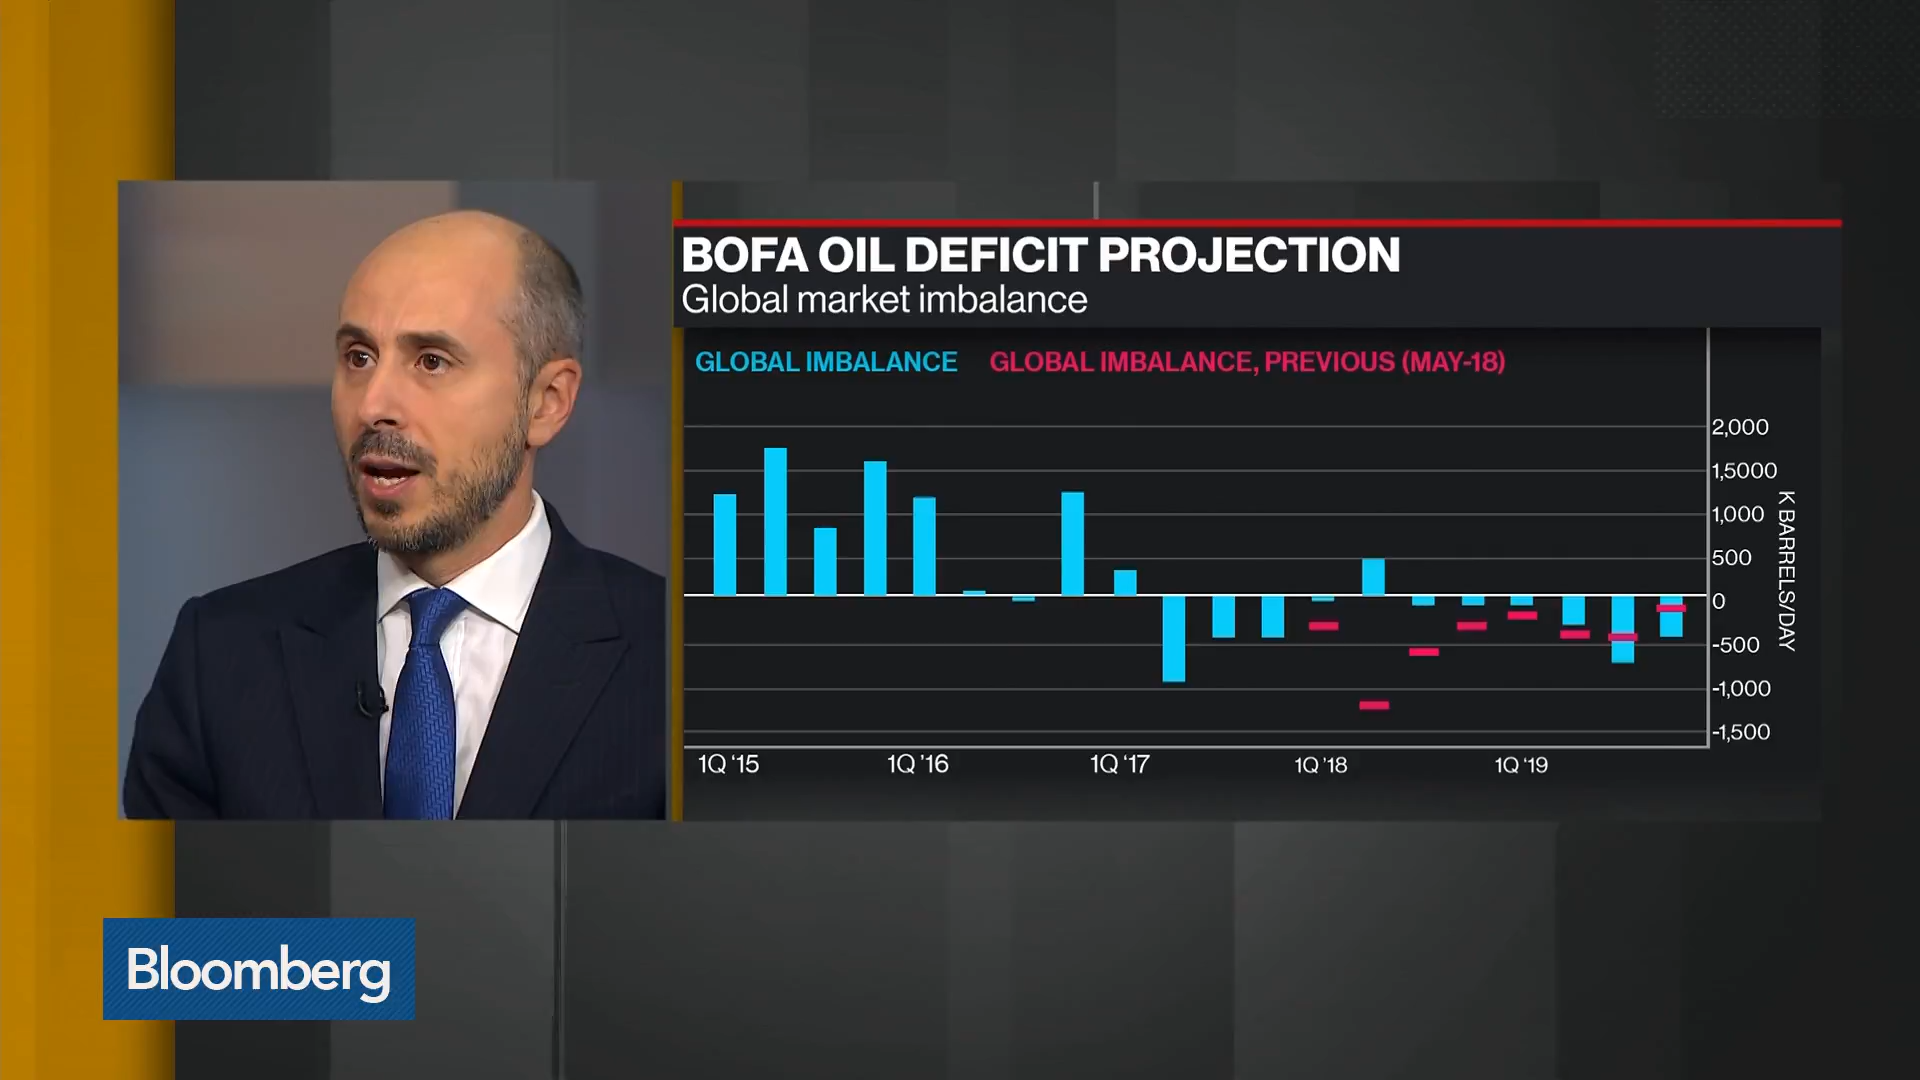 BOFA OIL DEFICIT PROJECTION
Global market imbalance
GLOBAL IMBALANCE GLOBAL IMBALANCE, PREVIOUS (MAY-18)
2,000
1,5000
1,000
500
0
-500
-1,000
-1,500
K BARRELS/DAY
1Q '15 1Q '16 1Q '17 1Q '18 1Q '19
Bloomberg